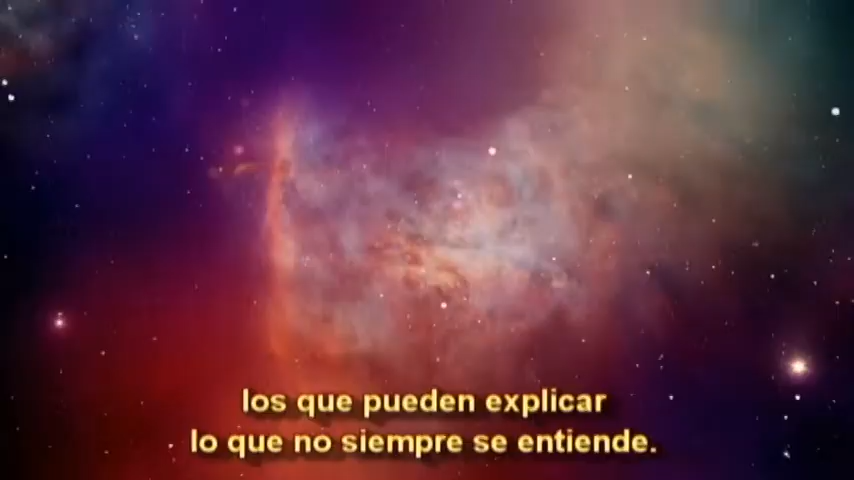 los que pueden explicar
lo que no siempre se entiende.